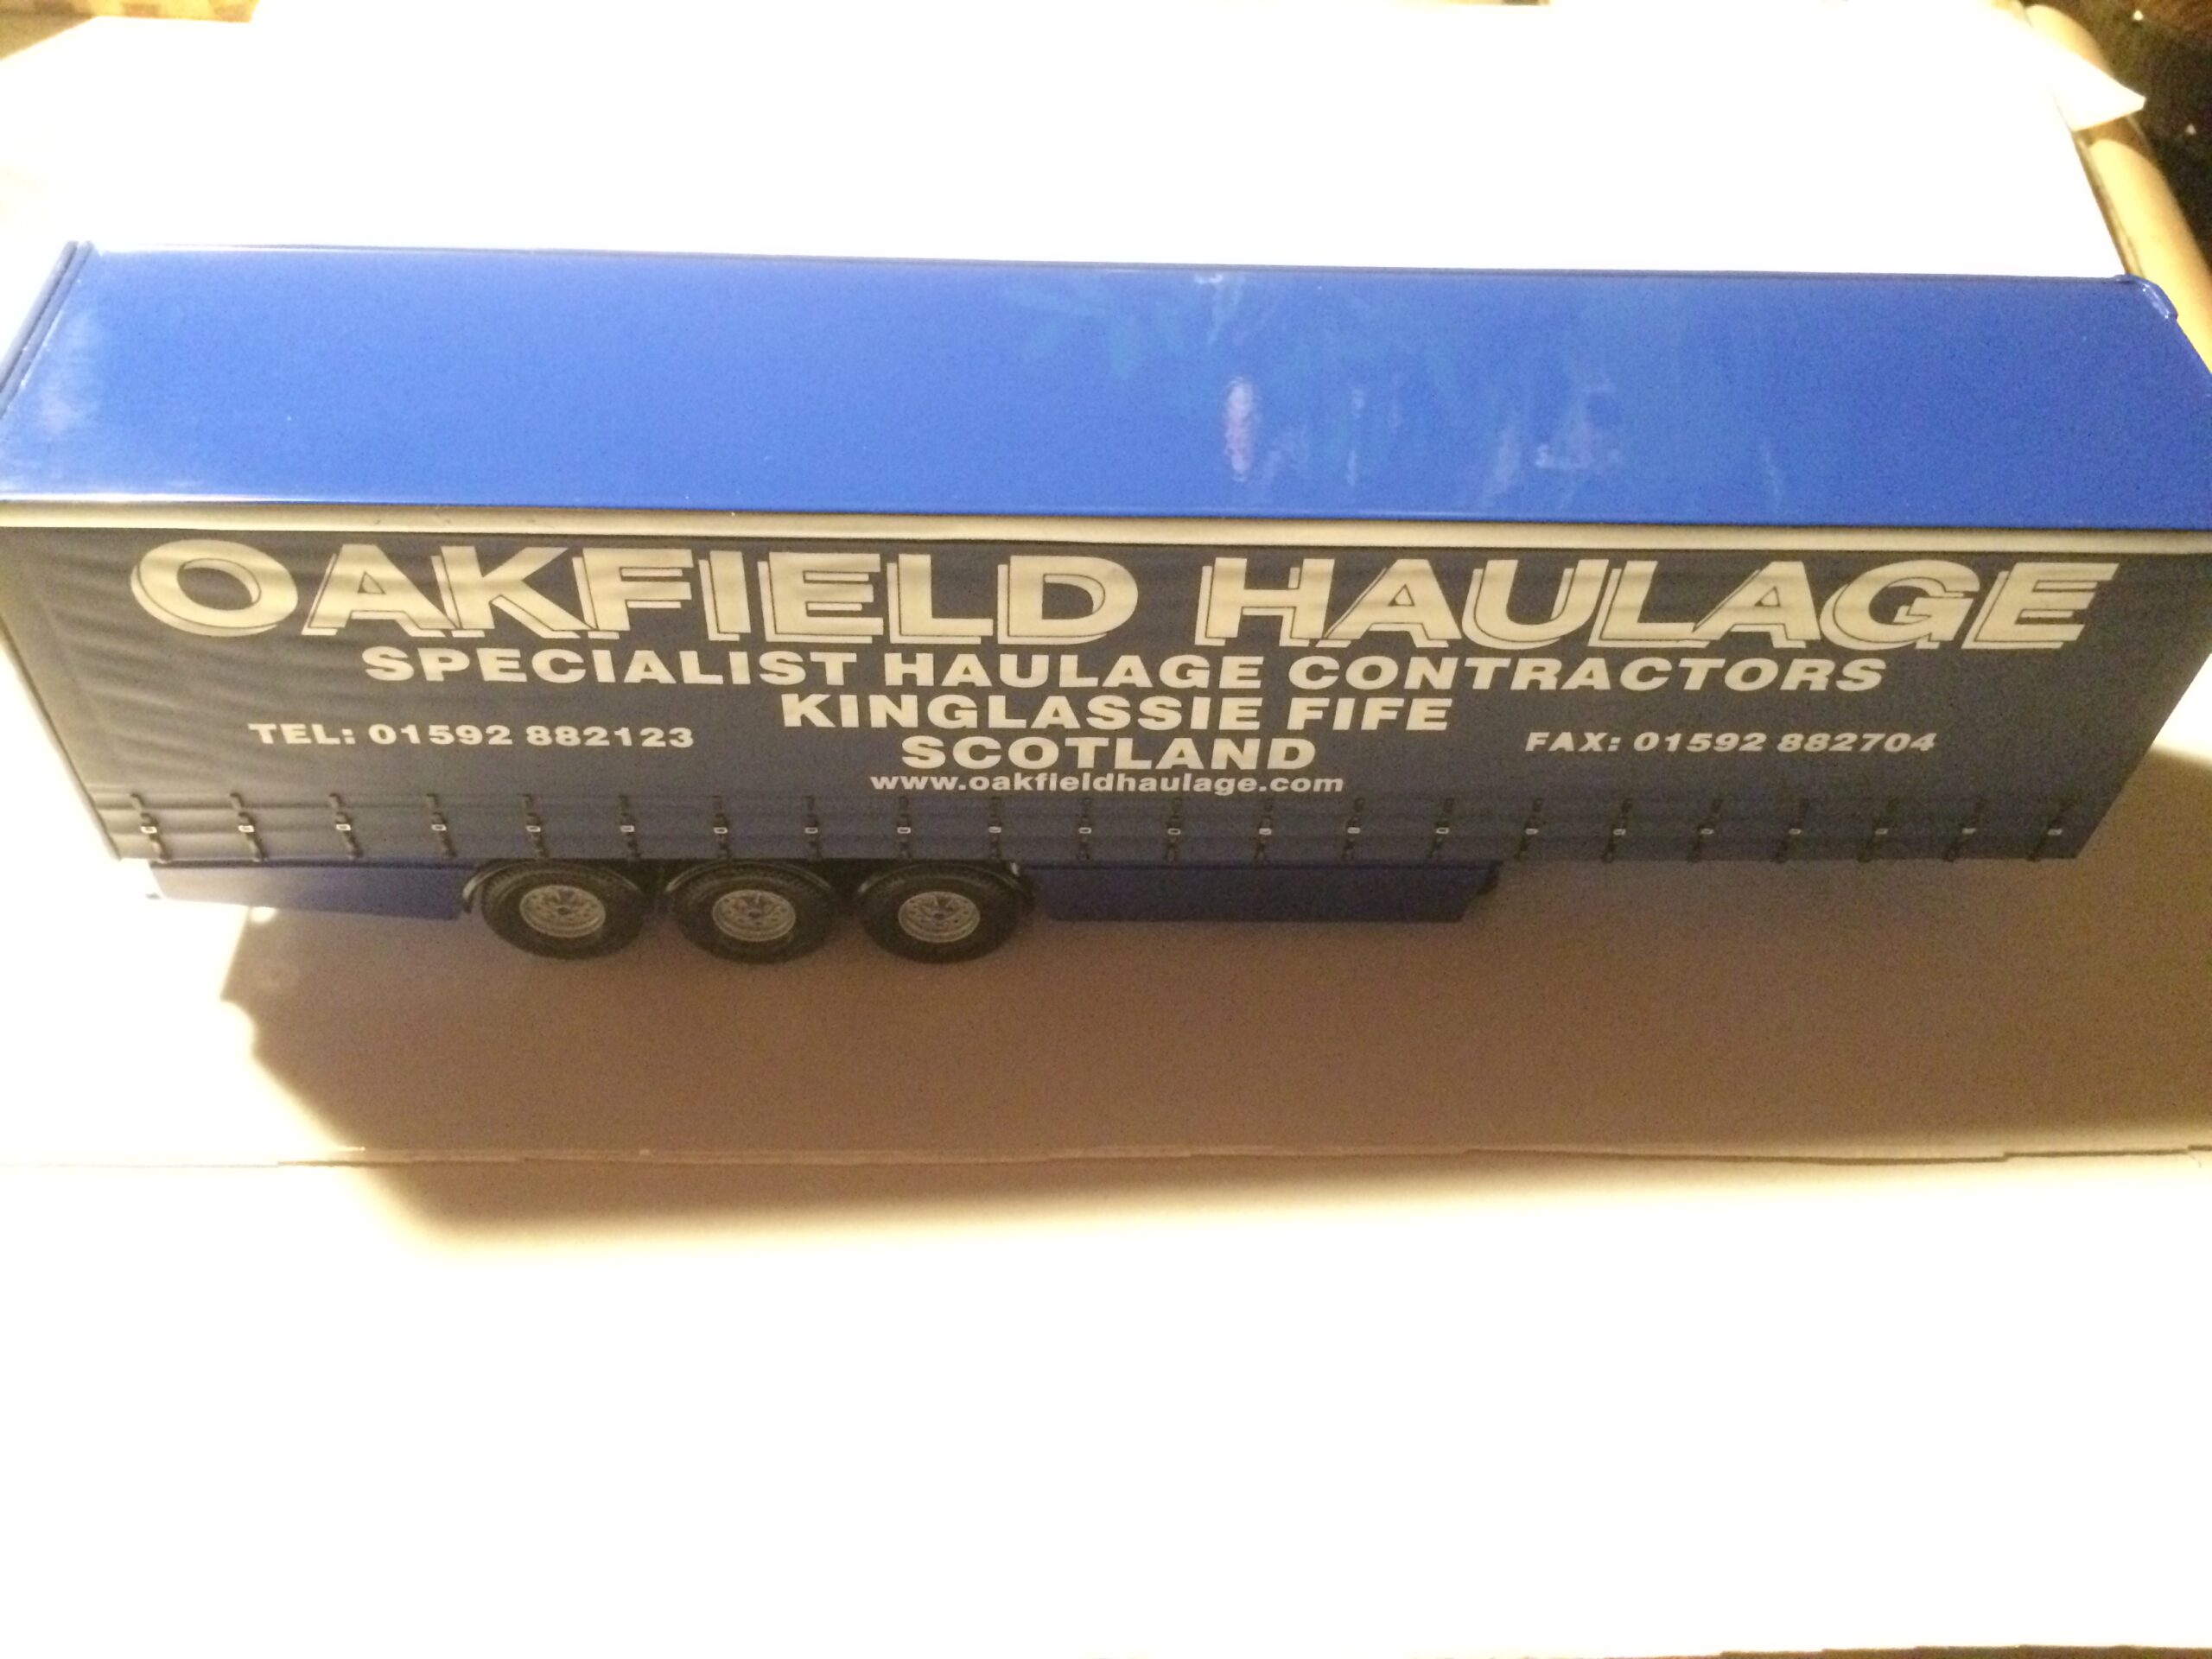 OAKFIELD HAULAGE
SPECIALIST HAULAGE CONTRACTORS
KINGLASSIE FIFE
TEL: 01592 882123
SCOTLAND
FAX: 01592 882704
www.oakfieldhaulage.com